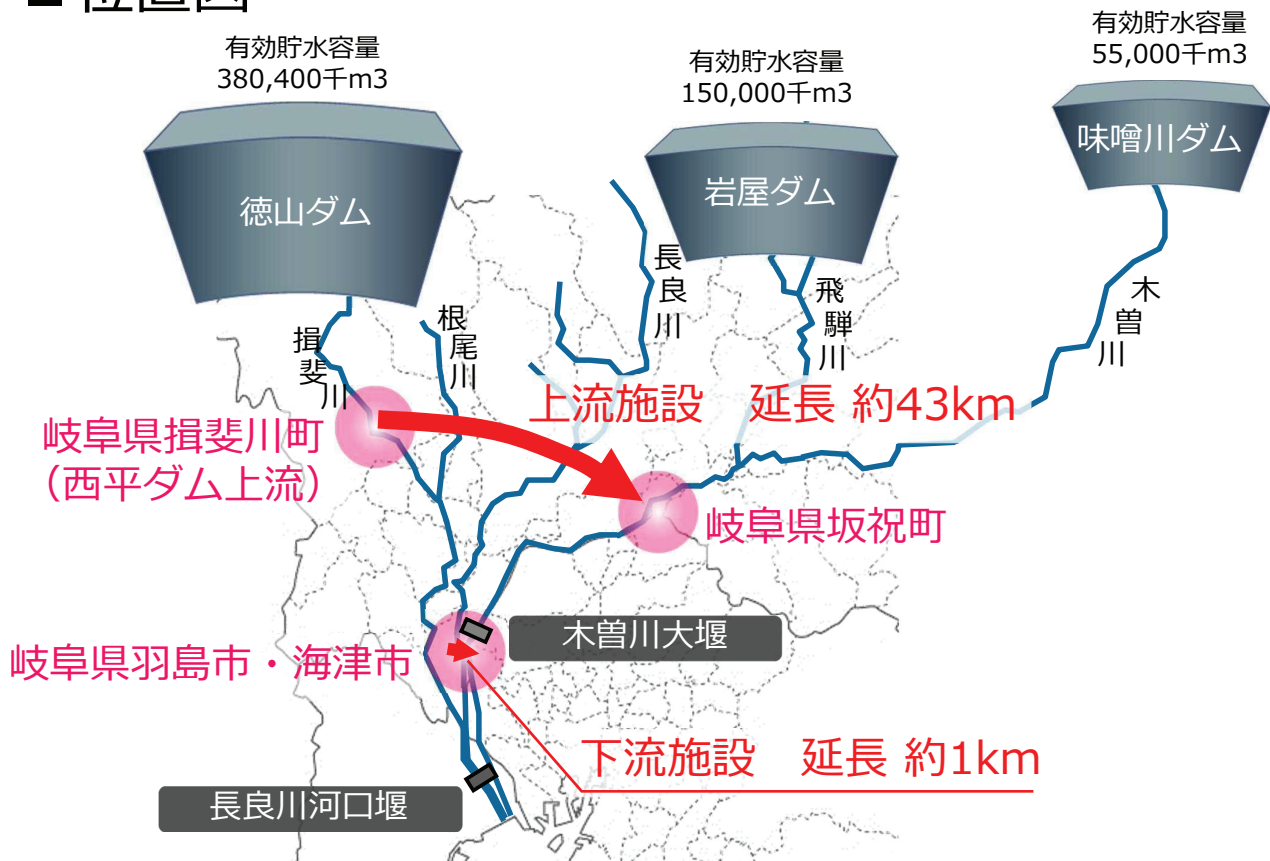 ■ 位置図
有効貯水容量
380,400千m3
有効貯水容量
150,000千m3
有効貯水容量
55,000千m3
徳山ダム
岩屋ダム
味噌川ダム
揖斐川
根尾川
長良川
飛騨川
木曽川
上流施設　延長 約43km
岐阜県揖斐川町
（西平ダム上流）
岐阜県坂祝町
木曽川大堰
岐阜県羽島市・海津市
下流施設　延長 約1km
長良川河口堰